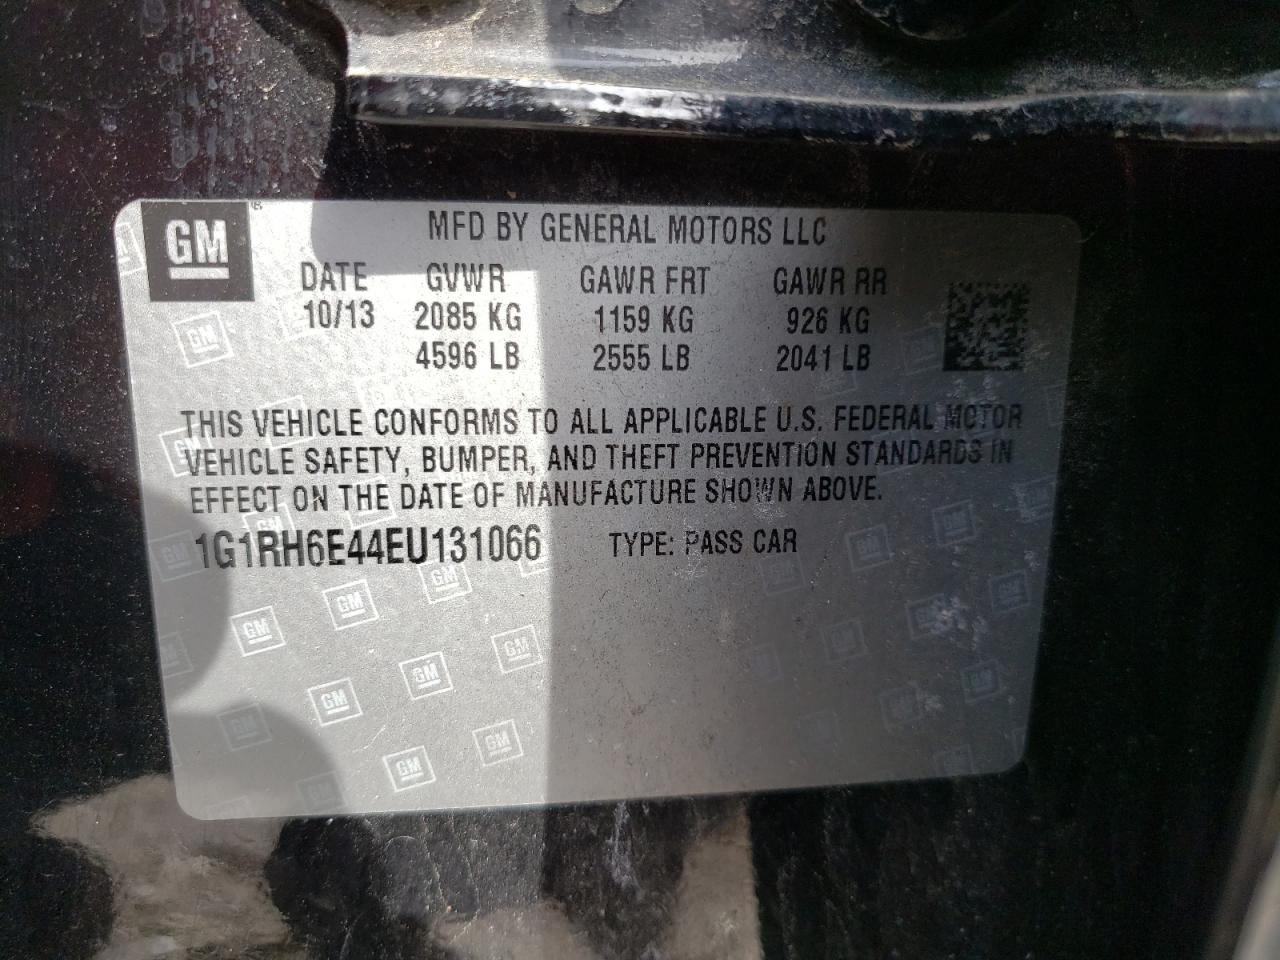 GM
MFD BY GENERAL MOTORS LLC
DATE GVWR GAWR FRT GAWR RR
10/13 2085 KG 1159 KG 926 KG
4596 LB 2555 LB 2041 LB
THIS VEHICLE CONFORMS TO ALL APPLICABLE U.S. FEDERAL MOTOR
VEHICLE SAFETY, BUMPER, AND THEFT PREVENTION STANDARDS IN
EFFECT ON THE DATE OF MANUFACTURE SHOWN ABOVE.
1G1RH6E44EU131066 TYPE: PASS CAR